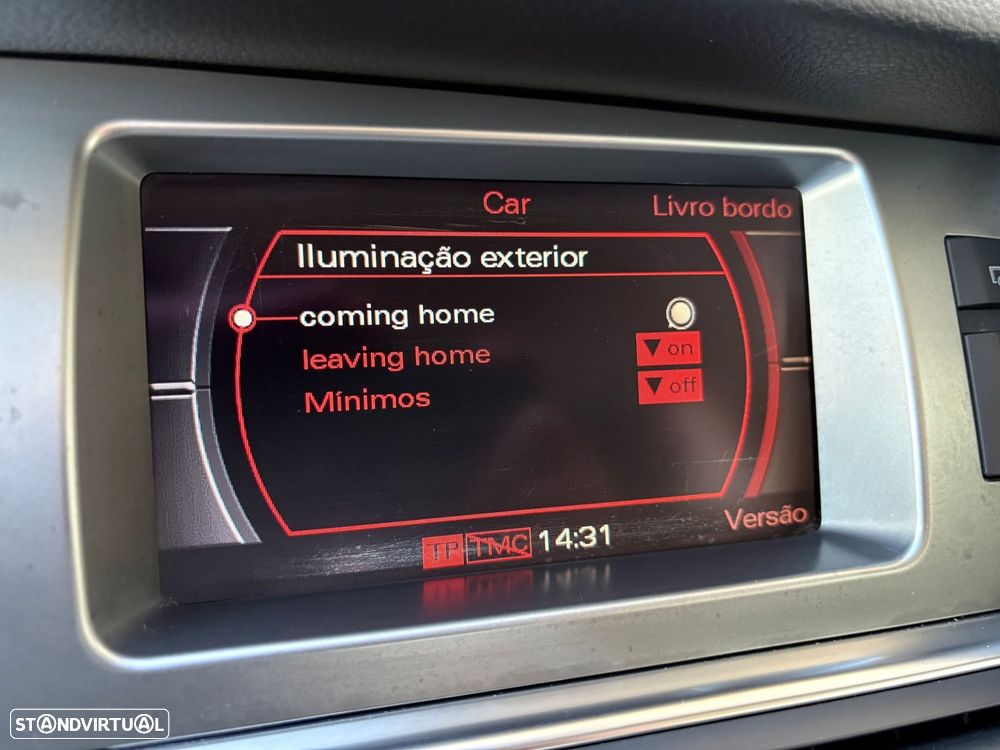 Car
Livro bordo
Iluminação exterior
coming home
leaving home
▼ on
Mínimos
▼ off
Versão
TP TMC 14:31
STANDVIRTUAL